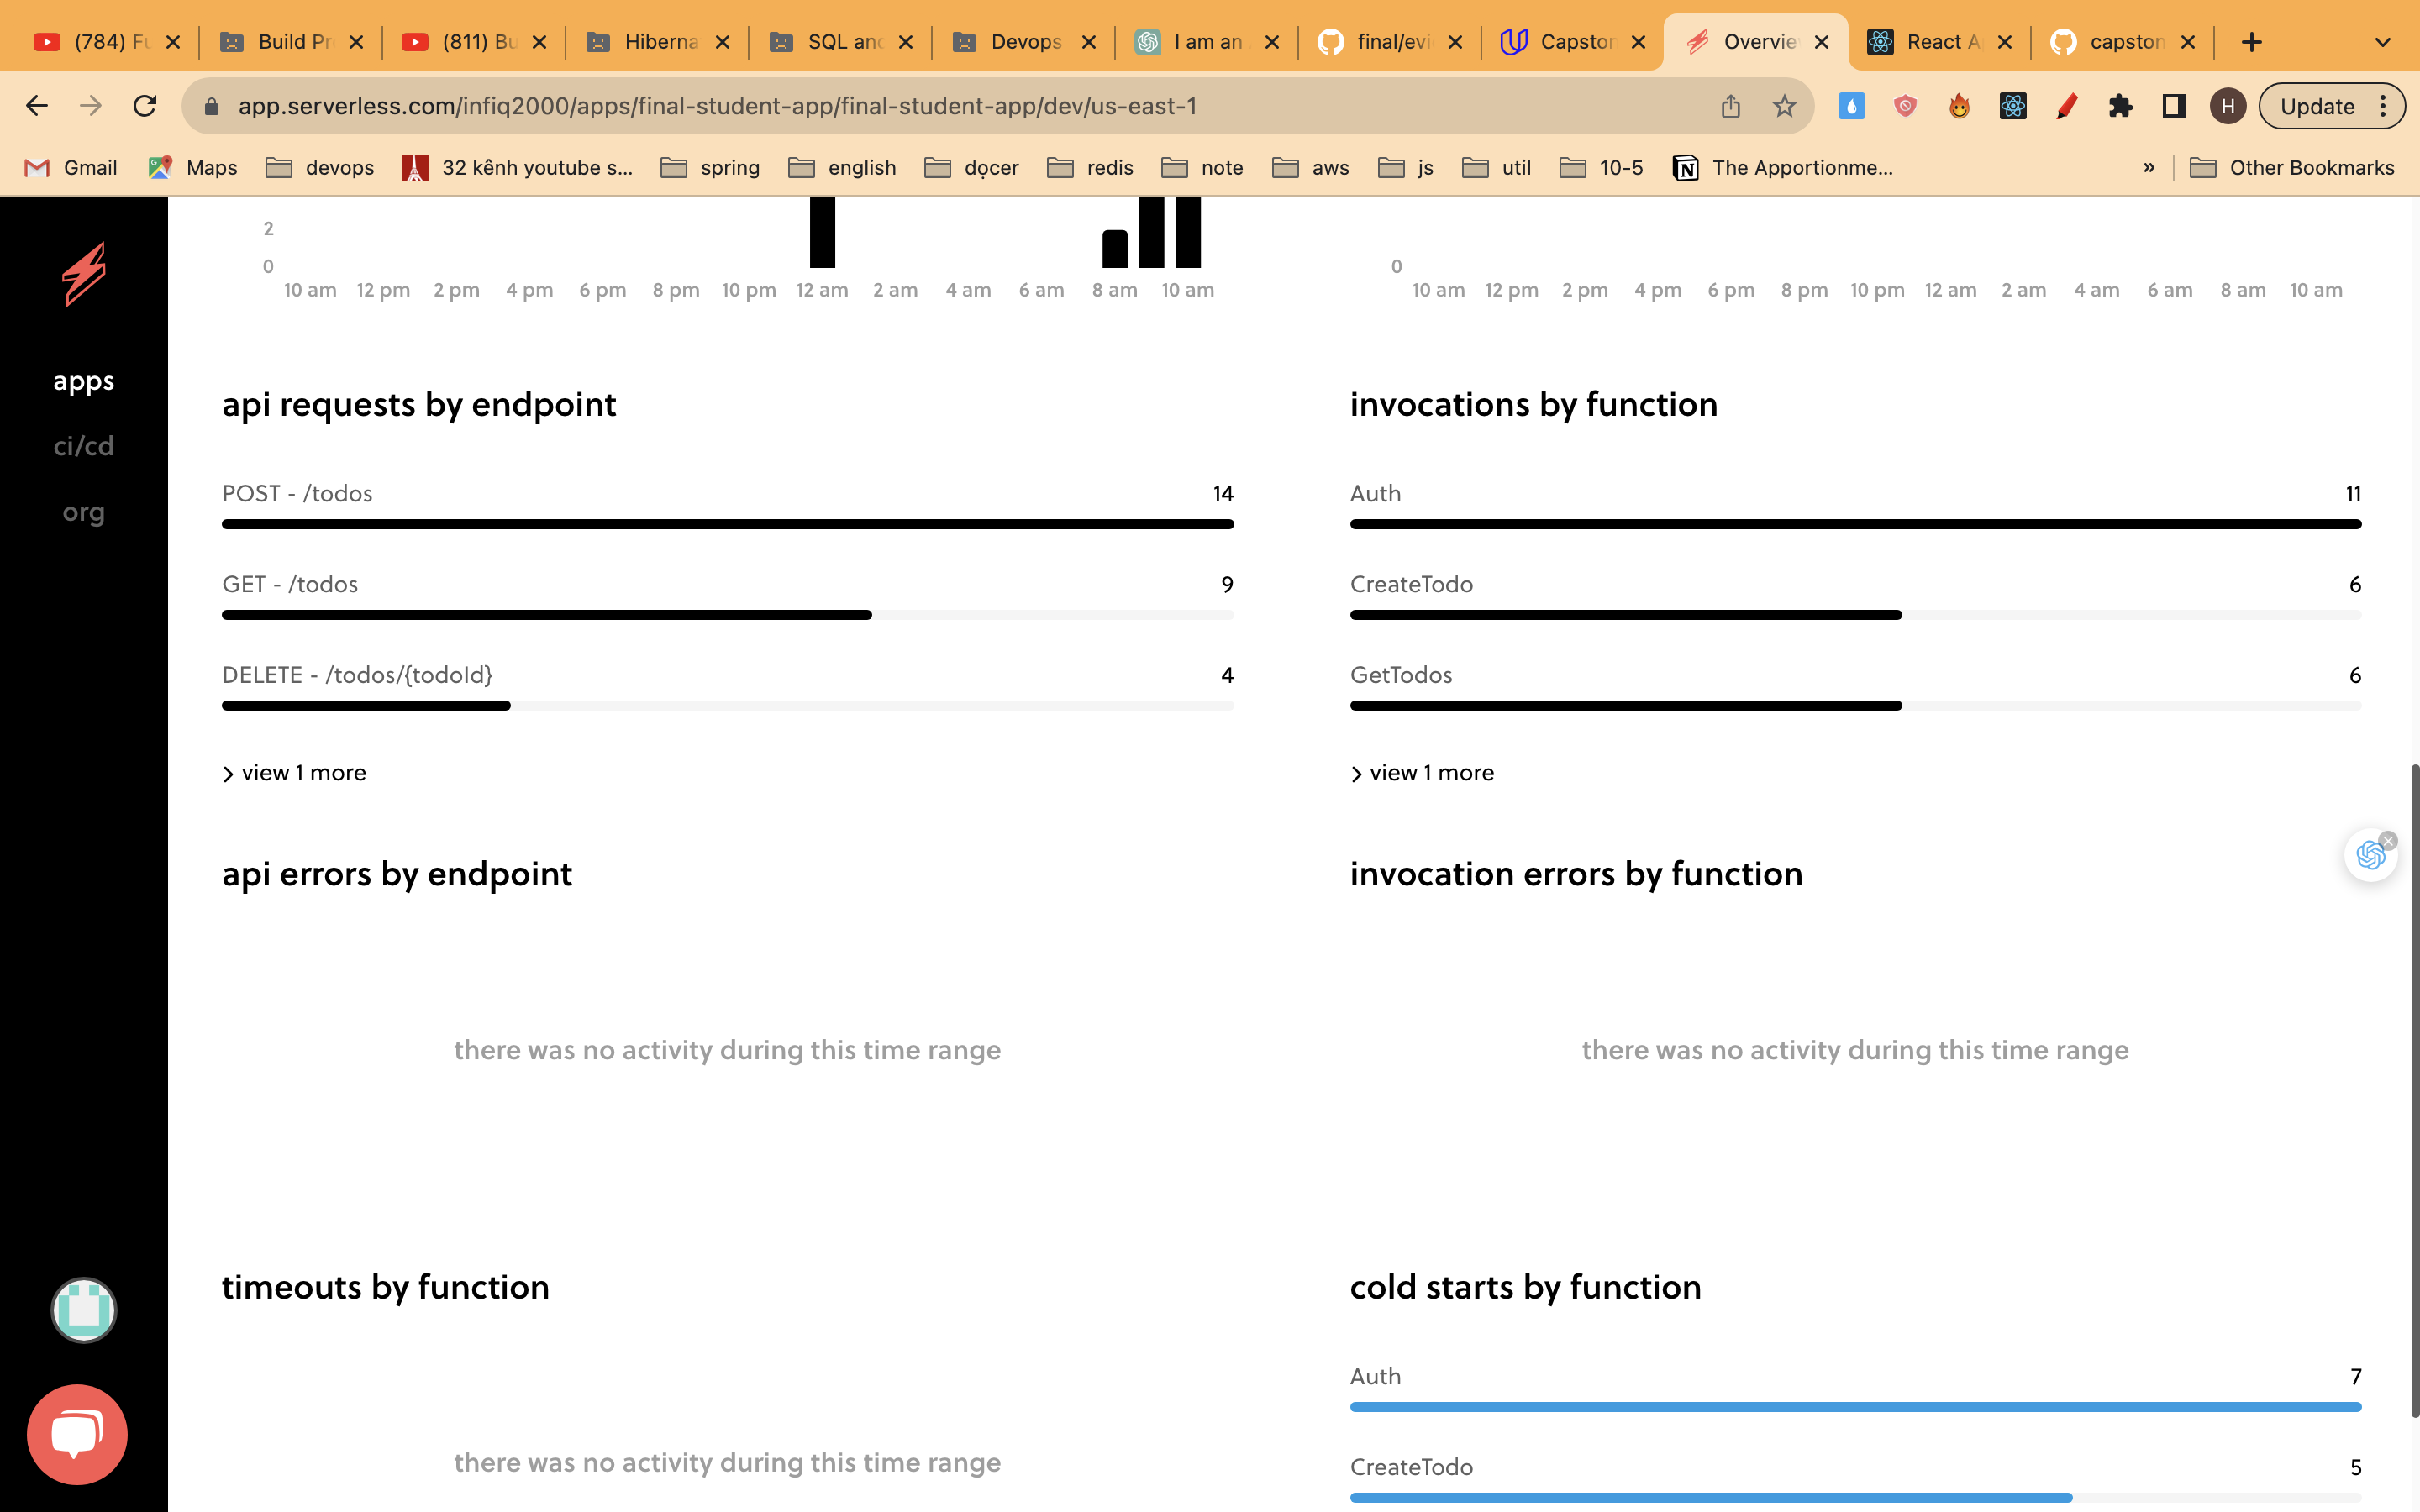 (784) Fu
Build Pr
(811) Bu
Hiberna
SQL and
Devops
I am an
final/evi
Capstor
Overvie
React A
capston
app.serverless.com/infiq2000/apps/final-student-app/final-student-app/dev/us-east-1
H
Update
Gmail
Maps
devops
32 kênh youtube s...
spring
english
dọcer
redis
note
aws
js
util
10-5
The Apportionme...
»
Other Bookmarks
apps
ci/cd
org
2
0
10 am 12 pm 2 pm 4 pm 6 pm 8 pm 10 pm 12 am 2 am 4 am 6 am 8 am 10 am
0
10 am 12 pm 2 pm 4 pm 6 pm 8 pm 10 pm 12 am 2 am 4 am 6 am 8 am 10 am
api requests by endpoint
POST - /todos 14
GET - /todos 9
DELETE - /todos/{todoId} 4
view 1 more
invocations by function
Auth 11
CreateTodo 6
GetTodos 6
view 1 more
api errors by endpoint
there was no activity during this time range
invocation errors by function
there was no activity during this time range
timeouts by function
there was no activity during this time range
cold starts by function
Auth 7
CreateTodo 5